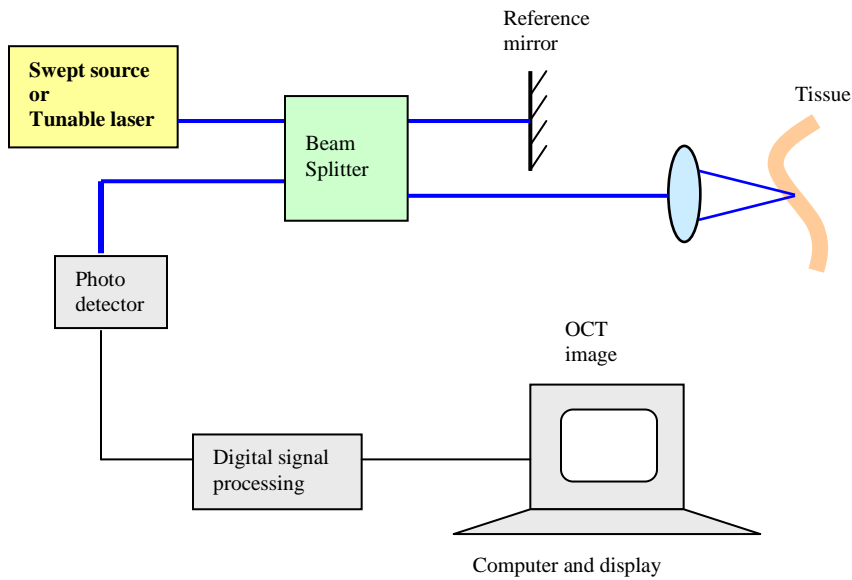 Reference
mirror
Swept source
or
Tunable laser
Tissue
Beam
Splitter
Photo
detector
OCT
image
Digital signal
processing
Computer and display